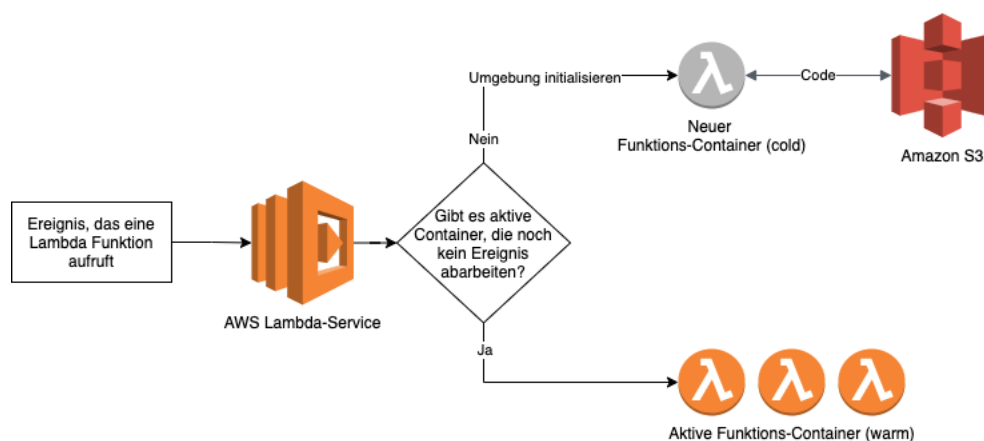 Umgebung initialisieren
Code
Neuer
Funktions-Container (cold)
Amazon S3
Nein
Ereignis, das eine
Lambda Funktion
aufruft
AWS Lambda-Service
Gibt es aktive
Container, die noch
kein Ereignis
abarbeiten?
Ja
Aktive Funktions-Container (warm)